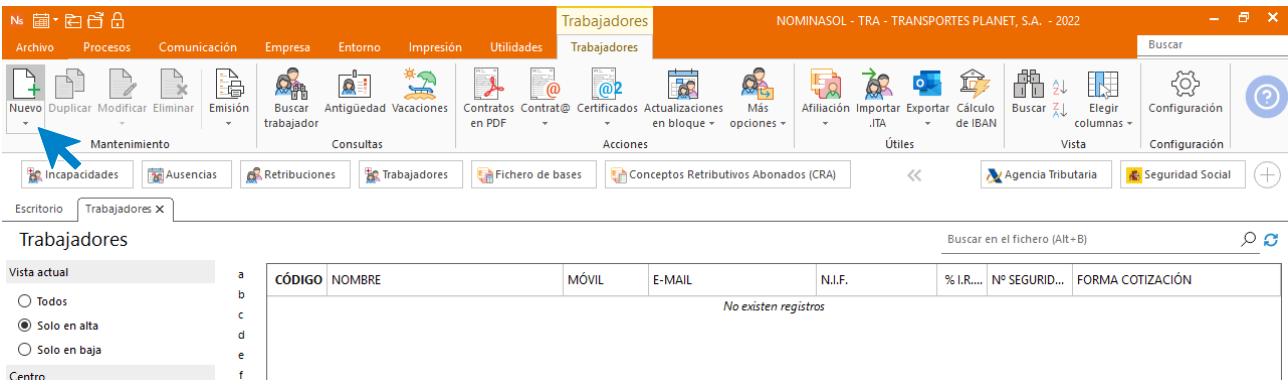 Ns Trabajadores NOMINASOL - TRA - TRANSPORTES PLANET, S.A. - 2022
Archivo Procesos Comunicación Empresa Entorno Impresión Utilidades Trabajadores Buscar
Nuevo Duplicar Modificar Eliminar Emisión Buscar trabajador Antigüedad Vacaciones Contratos en PDF Contrat@ Certificados Actualizaciones en bloque Más opciones Afiliación Importar .ITA Exportar Cálculo de IBAN Buscar Elegir columnas Configuración
Mantenimiento Consultas Acciones Útiles Vista Configuración
Incapacidades Ausencias Retribuciones Trabajadores Fichero de bases Conceptos Retributivos Abonados (CRA) Agencia Tributaria Seguridad Social
Escritorio Trabajadores
Trabajadores Buscar en el fichero (Alt+B)
Vista actual a CÓDIGO NOMBRE MÓVIL E-MAIL N.I.F. % I.R.... Nº SEGURID... FORMA COTIZACIÓN
Todos b No existen registros
c
Solo en alta d
Solo en baja e
Centro f